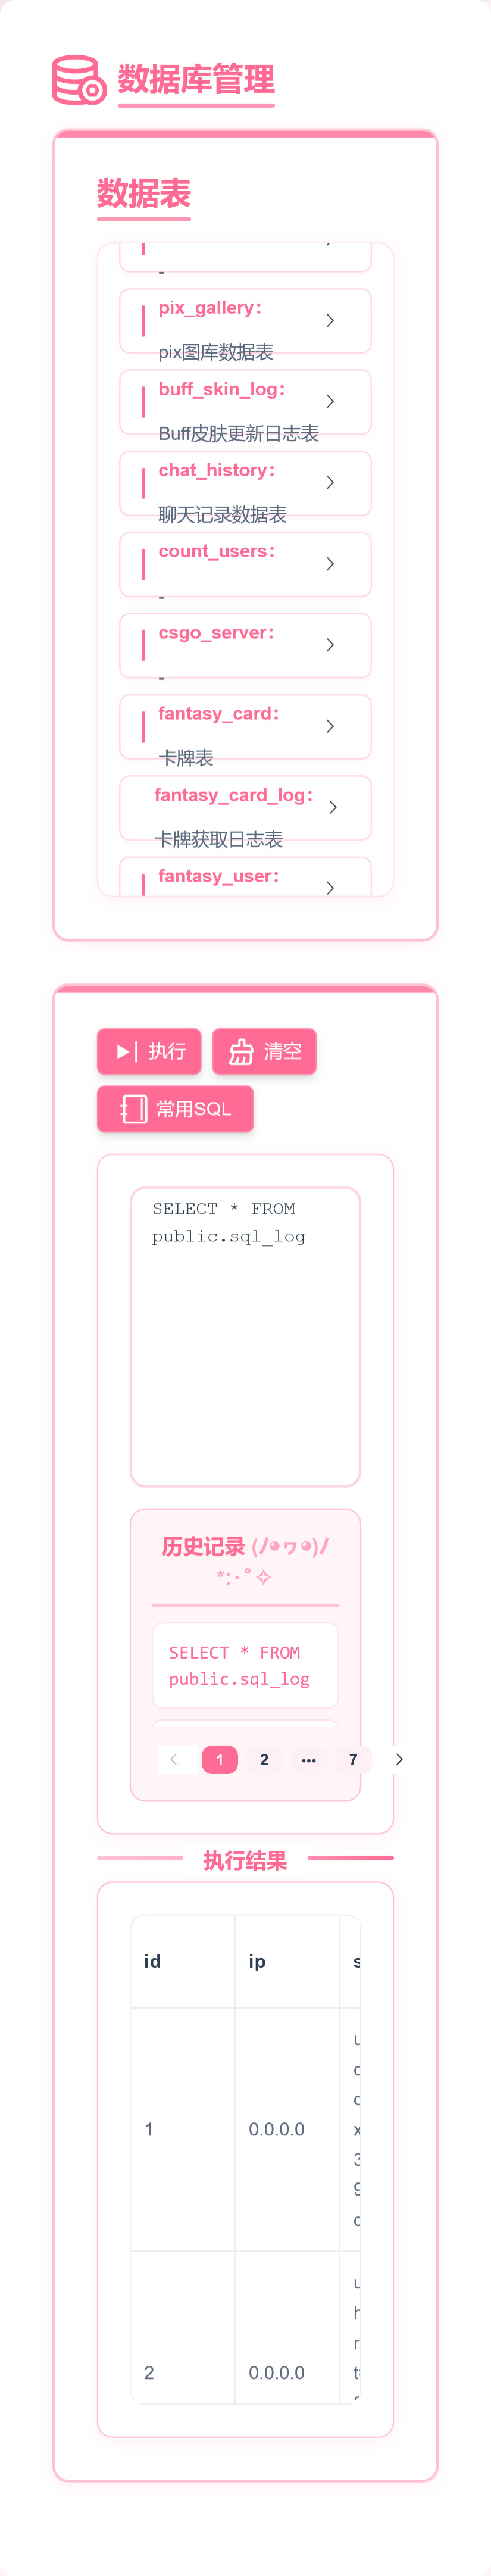 数据库管理
数据表
-
pix_gallery：
pix图库数据表
buff_skin_log：
Buff皮肤更新日志表
chat_history：
聊天记录数据表
count_users：
-
csgo_server：
-
fantasy_card：
卡牌表
fantasy_card_log：
卡牌获取日志表
fantasy_user：
执行
清空
常用SQL
SELECT * FROM
public.sql_log
历史记录 (ﾉ◕ヮ◕)ﾉ
*:･ﾟ✧
SELECT * FROM
public.sql_log
1 2 ••• 7
执行结果
id ip s
1 0.0.0.0
2 0.0.0.0